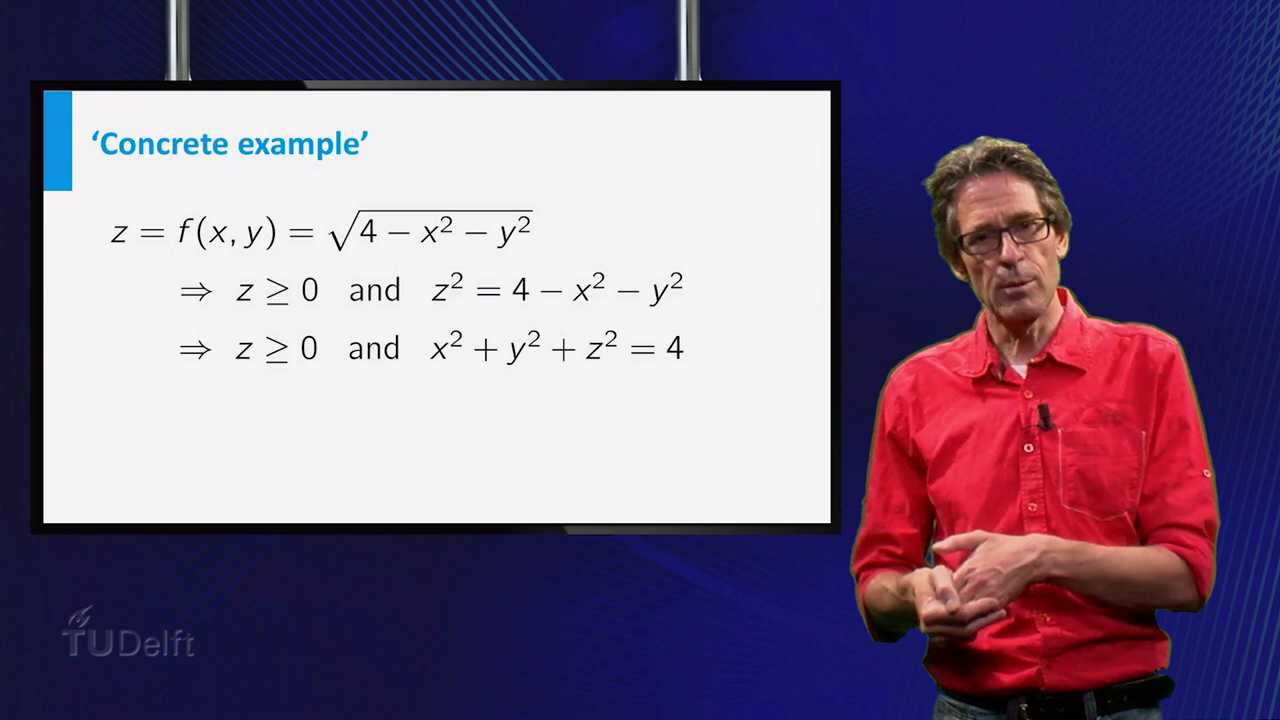 ‘Concrete example’
z = f(x, y) = √(4 − x² − y²)
⇒ z ≥ 0 and z² = 4 − x² − y²
⇒ z ≥ 0 and x² + y² + z² = 4
TUDelft